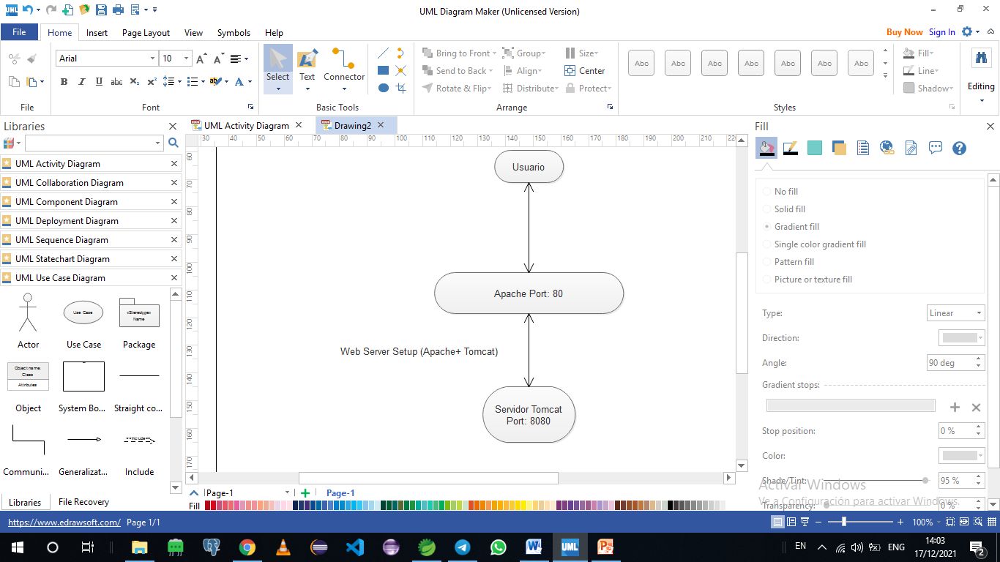 UML Diagram Maker (Unlicensed Version)
File Home Insert Page Layout View Symbols Help
Buy Now Sign In
Arial 10
Select Text Connector
Bring to Front Group Size
Send to Back Align Center
Rotate & Flip Distribute Protect
Abc Abc Abc Abc Abc Abc Abc
Fill
Line
Shadow
Editing
File Font Basic Tools Arrange Styles
Libraries
UML Activity Diagram
UML Collaboration Diagram
UML Component Diagram
UML Deployment Diagram
UML Sequence Diagram
UML Statechart Diagram
UML Use Case Diagram
Use Case
«Stereotype»
Name
Actor Use Case Package
Object name:
Class
Attributes
Object System Bo... Straight co...
<<Include>>
Communi... Generalizat... Include
Libraries File Recovery
UML Activity Diagram Drawing2
30 40 50 60 70 80 90 100 110 120 130 140 150 160 170 180 190 200 210 220
60
70
80
90
100
110
120
130
140
150
160
170
Usuario
Apache Port: 80
Web Server Setup (Apache+ Tomcat)
Servidor Tomcat
Port: 8080
Page-1 Page-1
Fill
Fill
No fill
Solid fill
Gradient fill
Single color gradient fill
Pattern fill
Picture or texture fill
Type: Linear
Direction:
Angle: 90 deg
Gradient stops:
Stop position: 0 %
Color:
Shade/Tint: 95 %
Transparency: 0 %
Activar Windows
Ve a Configuración para activar Windows.
https://www.edrawsoft.com/ Page 1/1
100%
EN ENG
14:03
17/12/2021
2